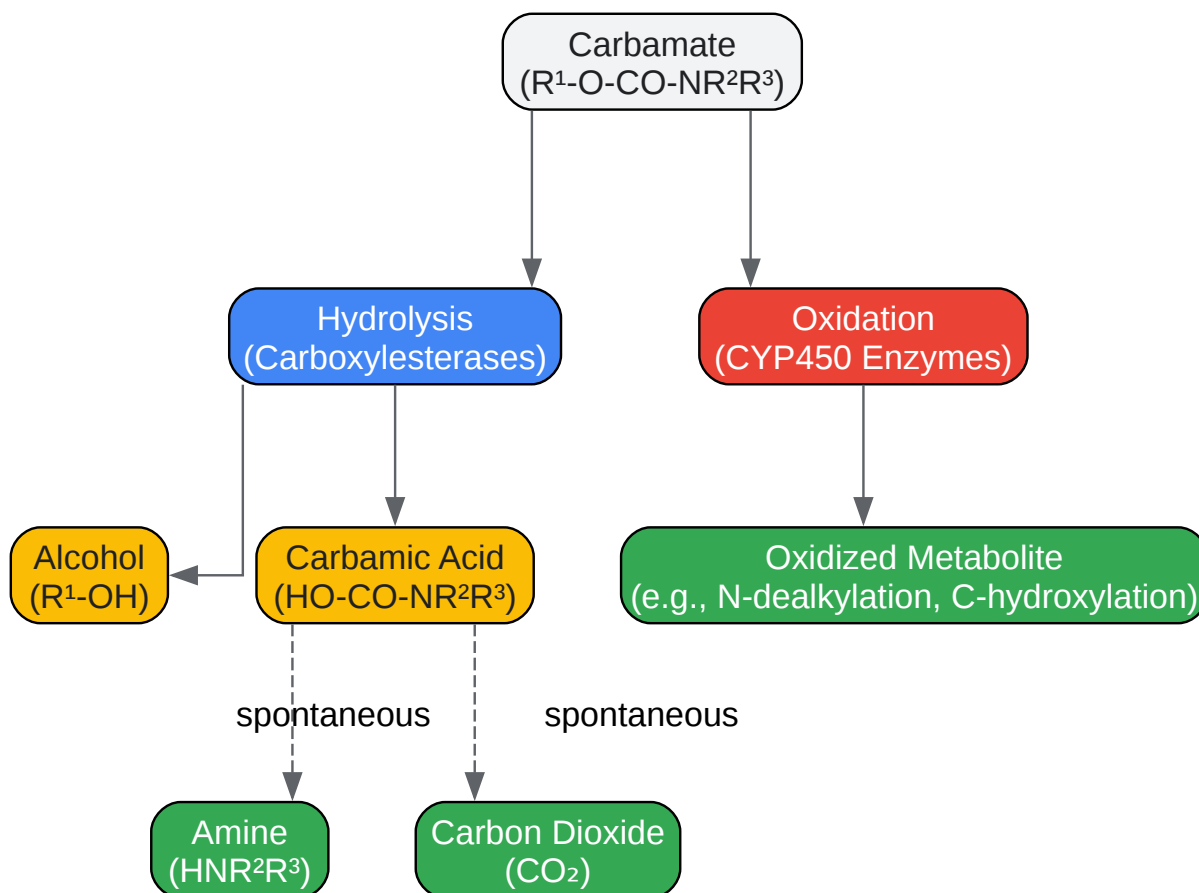 Carbamate
(R¹-O-CO-NR²R³)
Hydrolysis
(Carboxylesterases)
Oxidation
(CYP450 Enzymes)
Alcohol
(R¹-OH)
Carbamic Acid
(HO-CO-NR²R³)
Oxidized Metabolite
(e.g., N-dealkylation, C-hydroxylation)
spontaneous
spontaneous
Amine
(HNR²R³)
Carbon Dioxide
(CO₂)